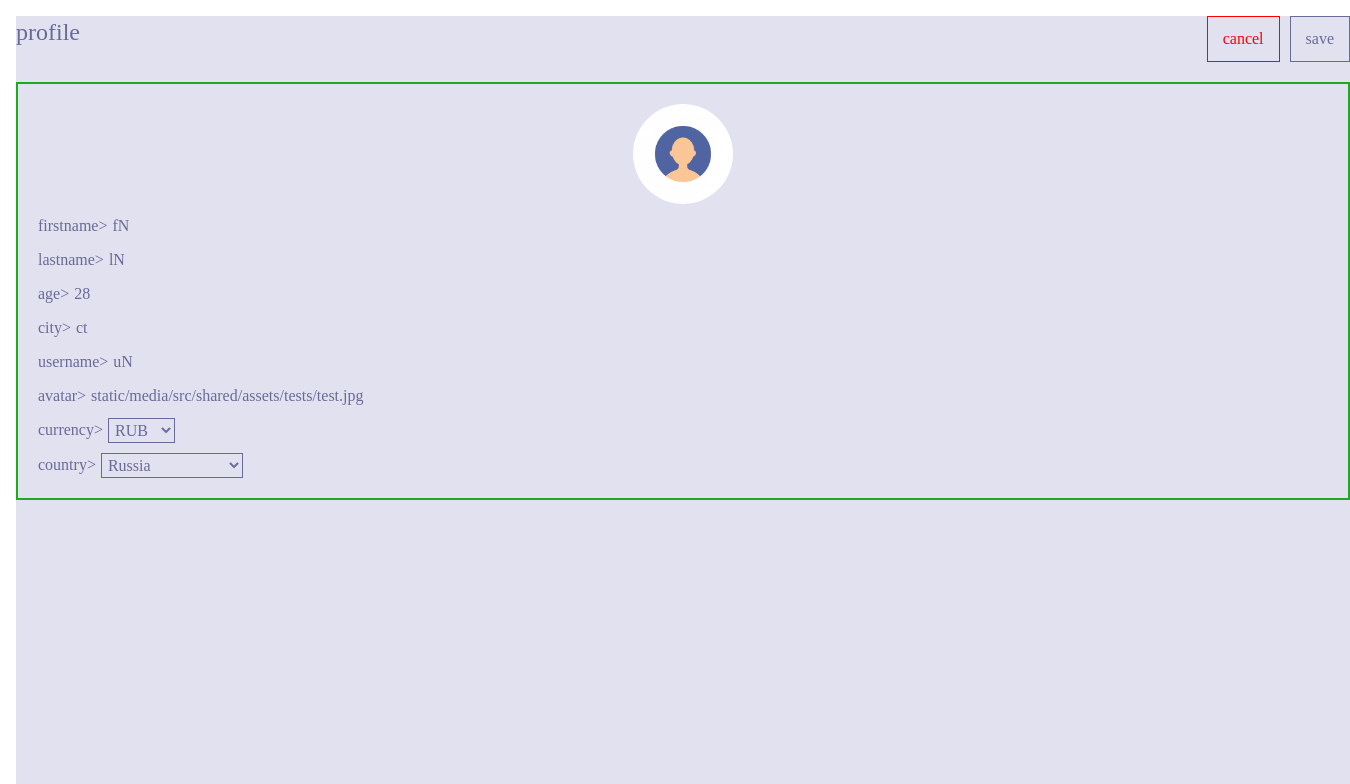 profile
cancel save
firstname> fN
lastname> lN
age> 28
city> ct
username> uN
avatar> static/media/src/shared/assets/tests/test.jpg
currency> RUB
country> Russia